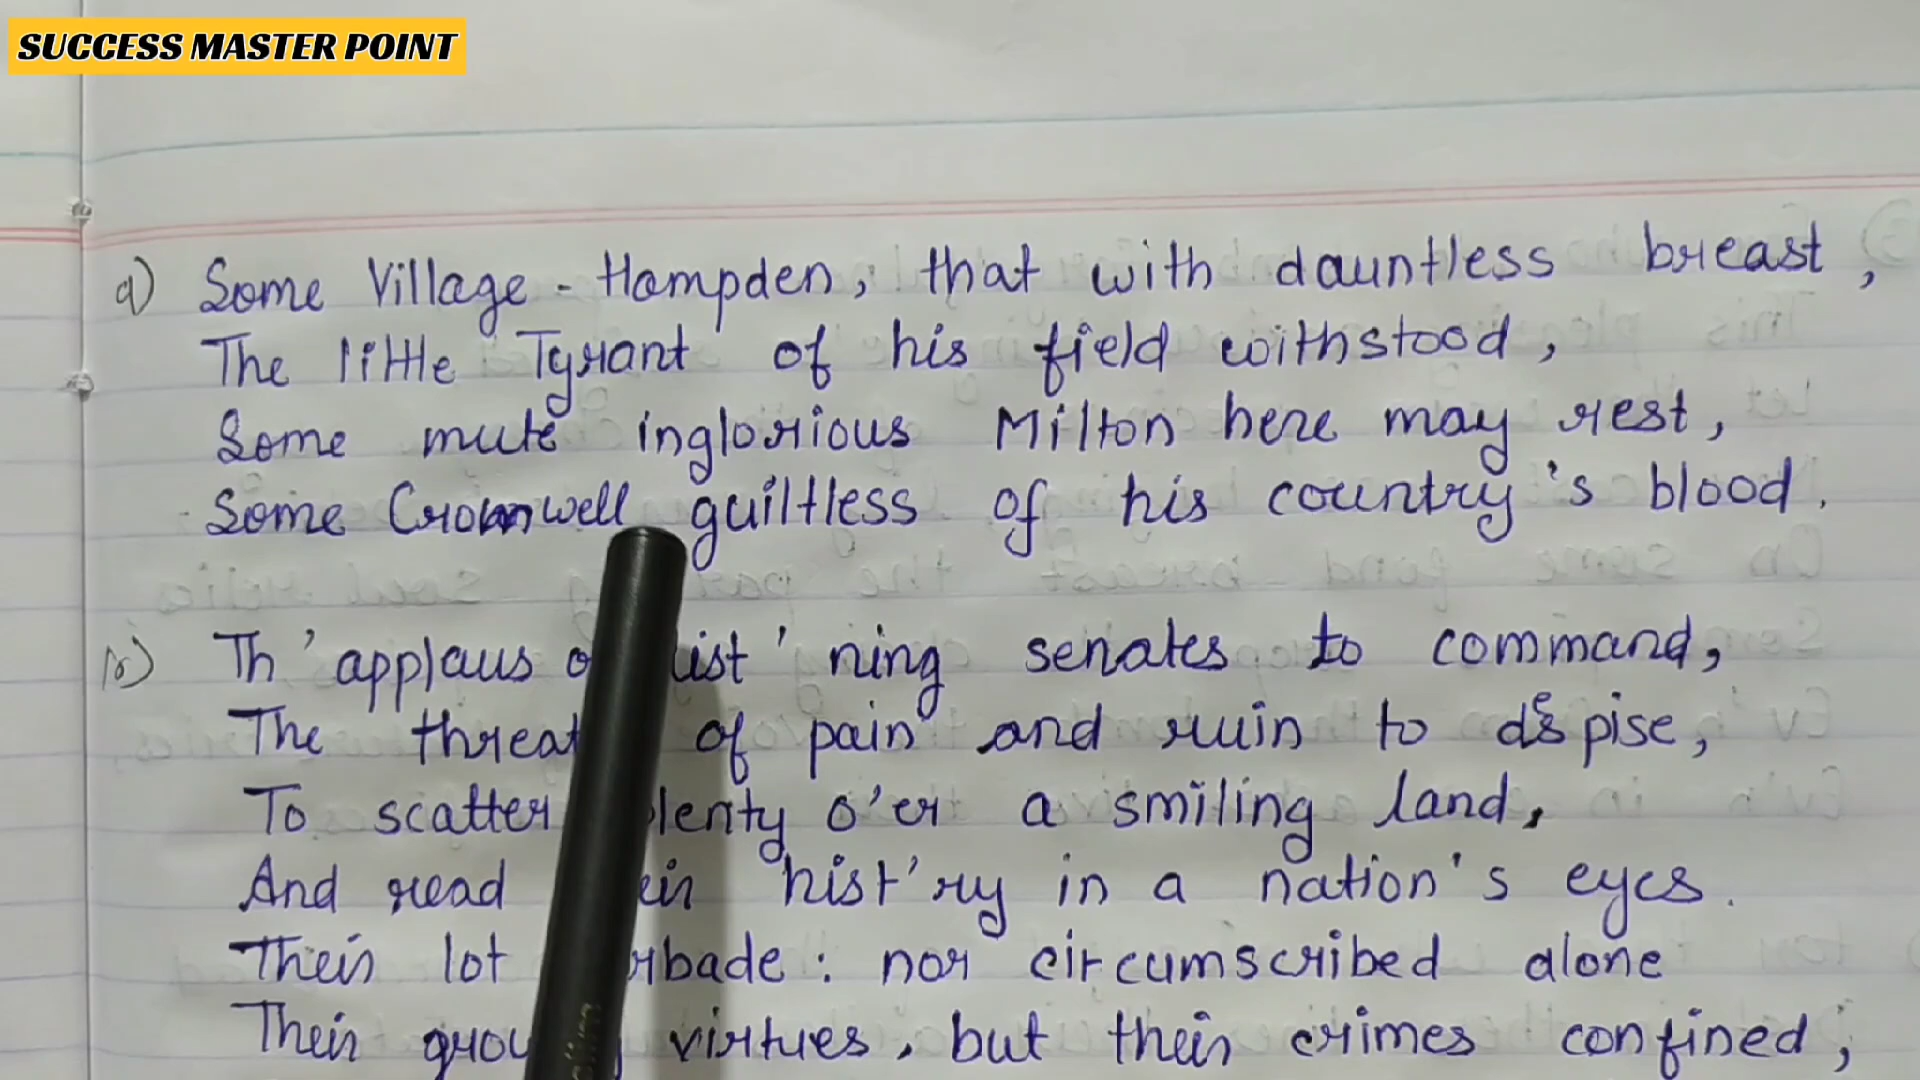 SUCCESS MASTER POINT
a) Some Village - Hampden, that with dauntless breast,
The little Tyrant of his field withstood,
Some mute inglorious Milton here may rest,
Some Cromwell guiltless of his country's blood.
Th' applaus list' ning senates to command,
The threat of pain and ruin to despise,
To scatter plenty o'er a smiling land,
And read hist'ry in a nation's eyes.
Their lot : nor circumscribed alone
Their virtues, but their crimes confined;